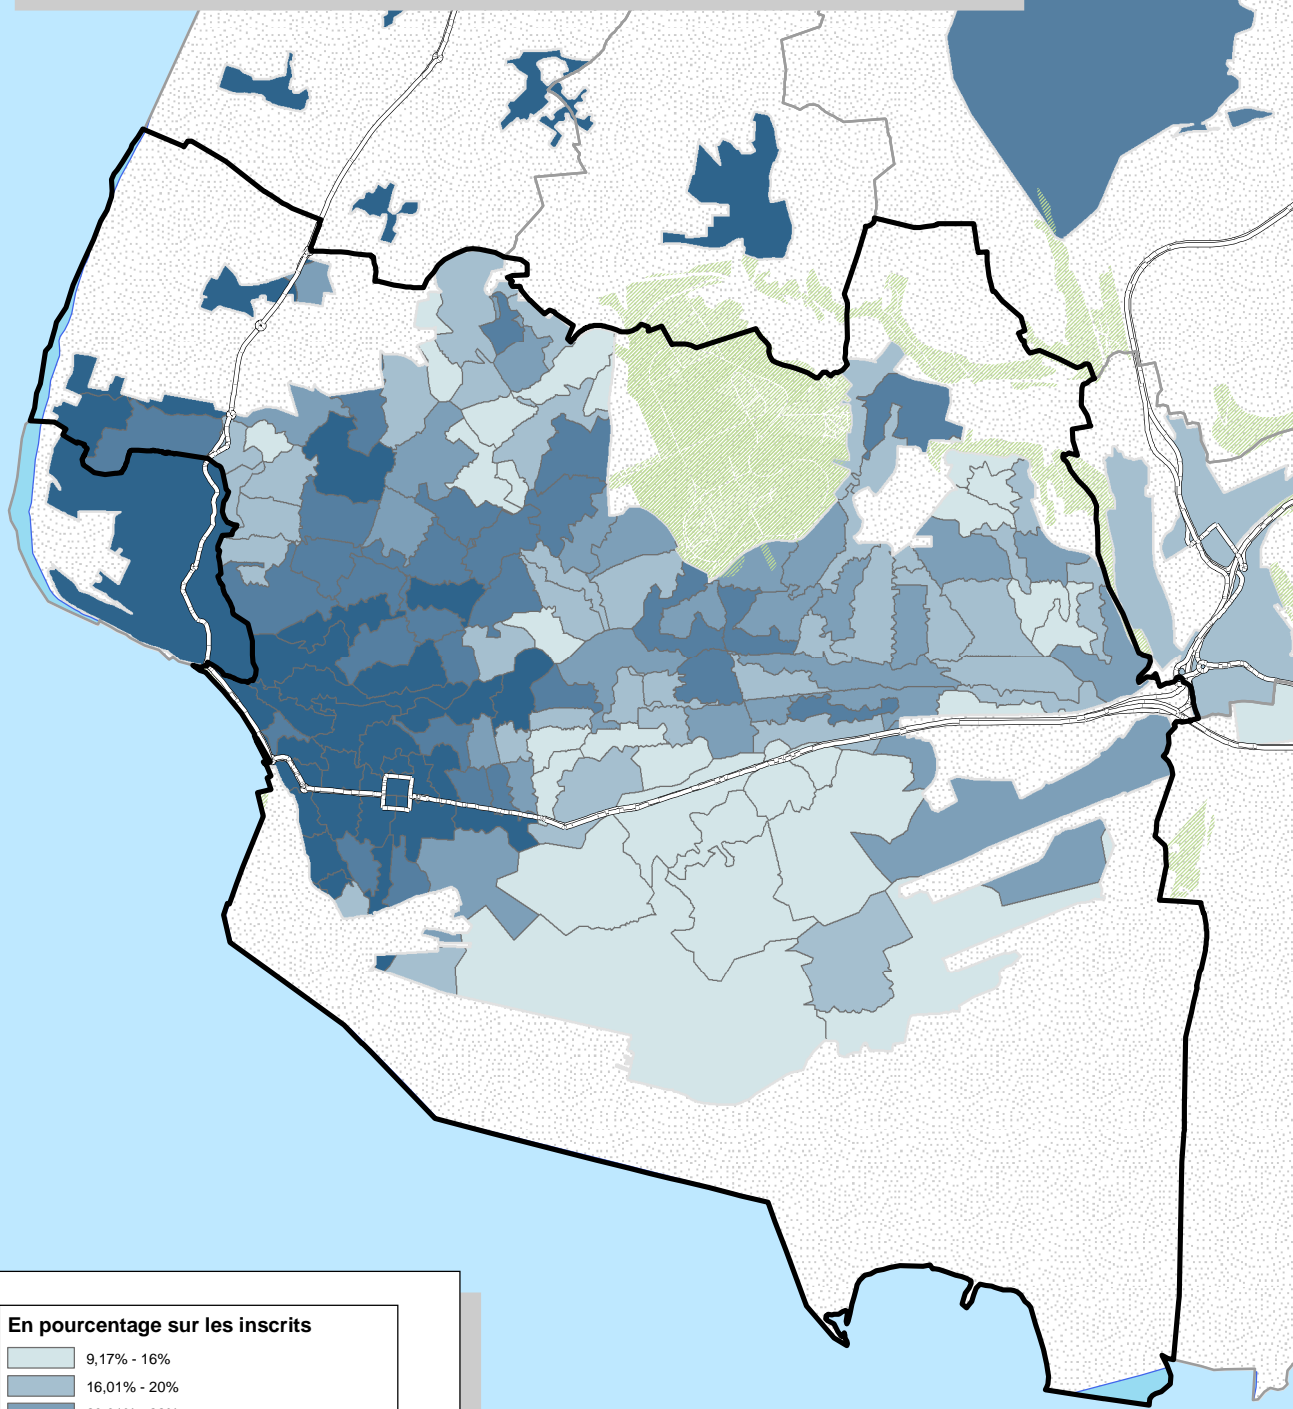 En pourcentage sur les inscrits
9,17% - 16%
16,01% - 20%